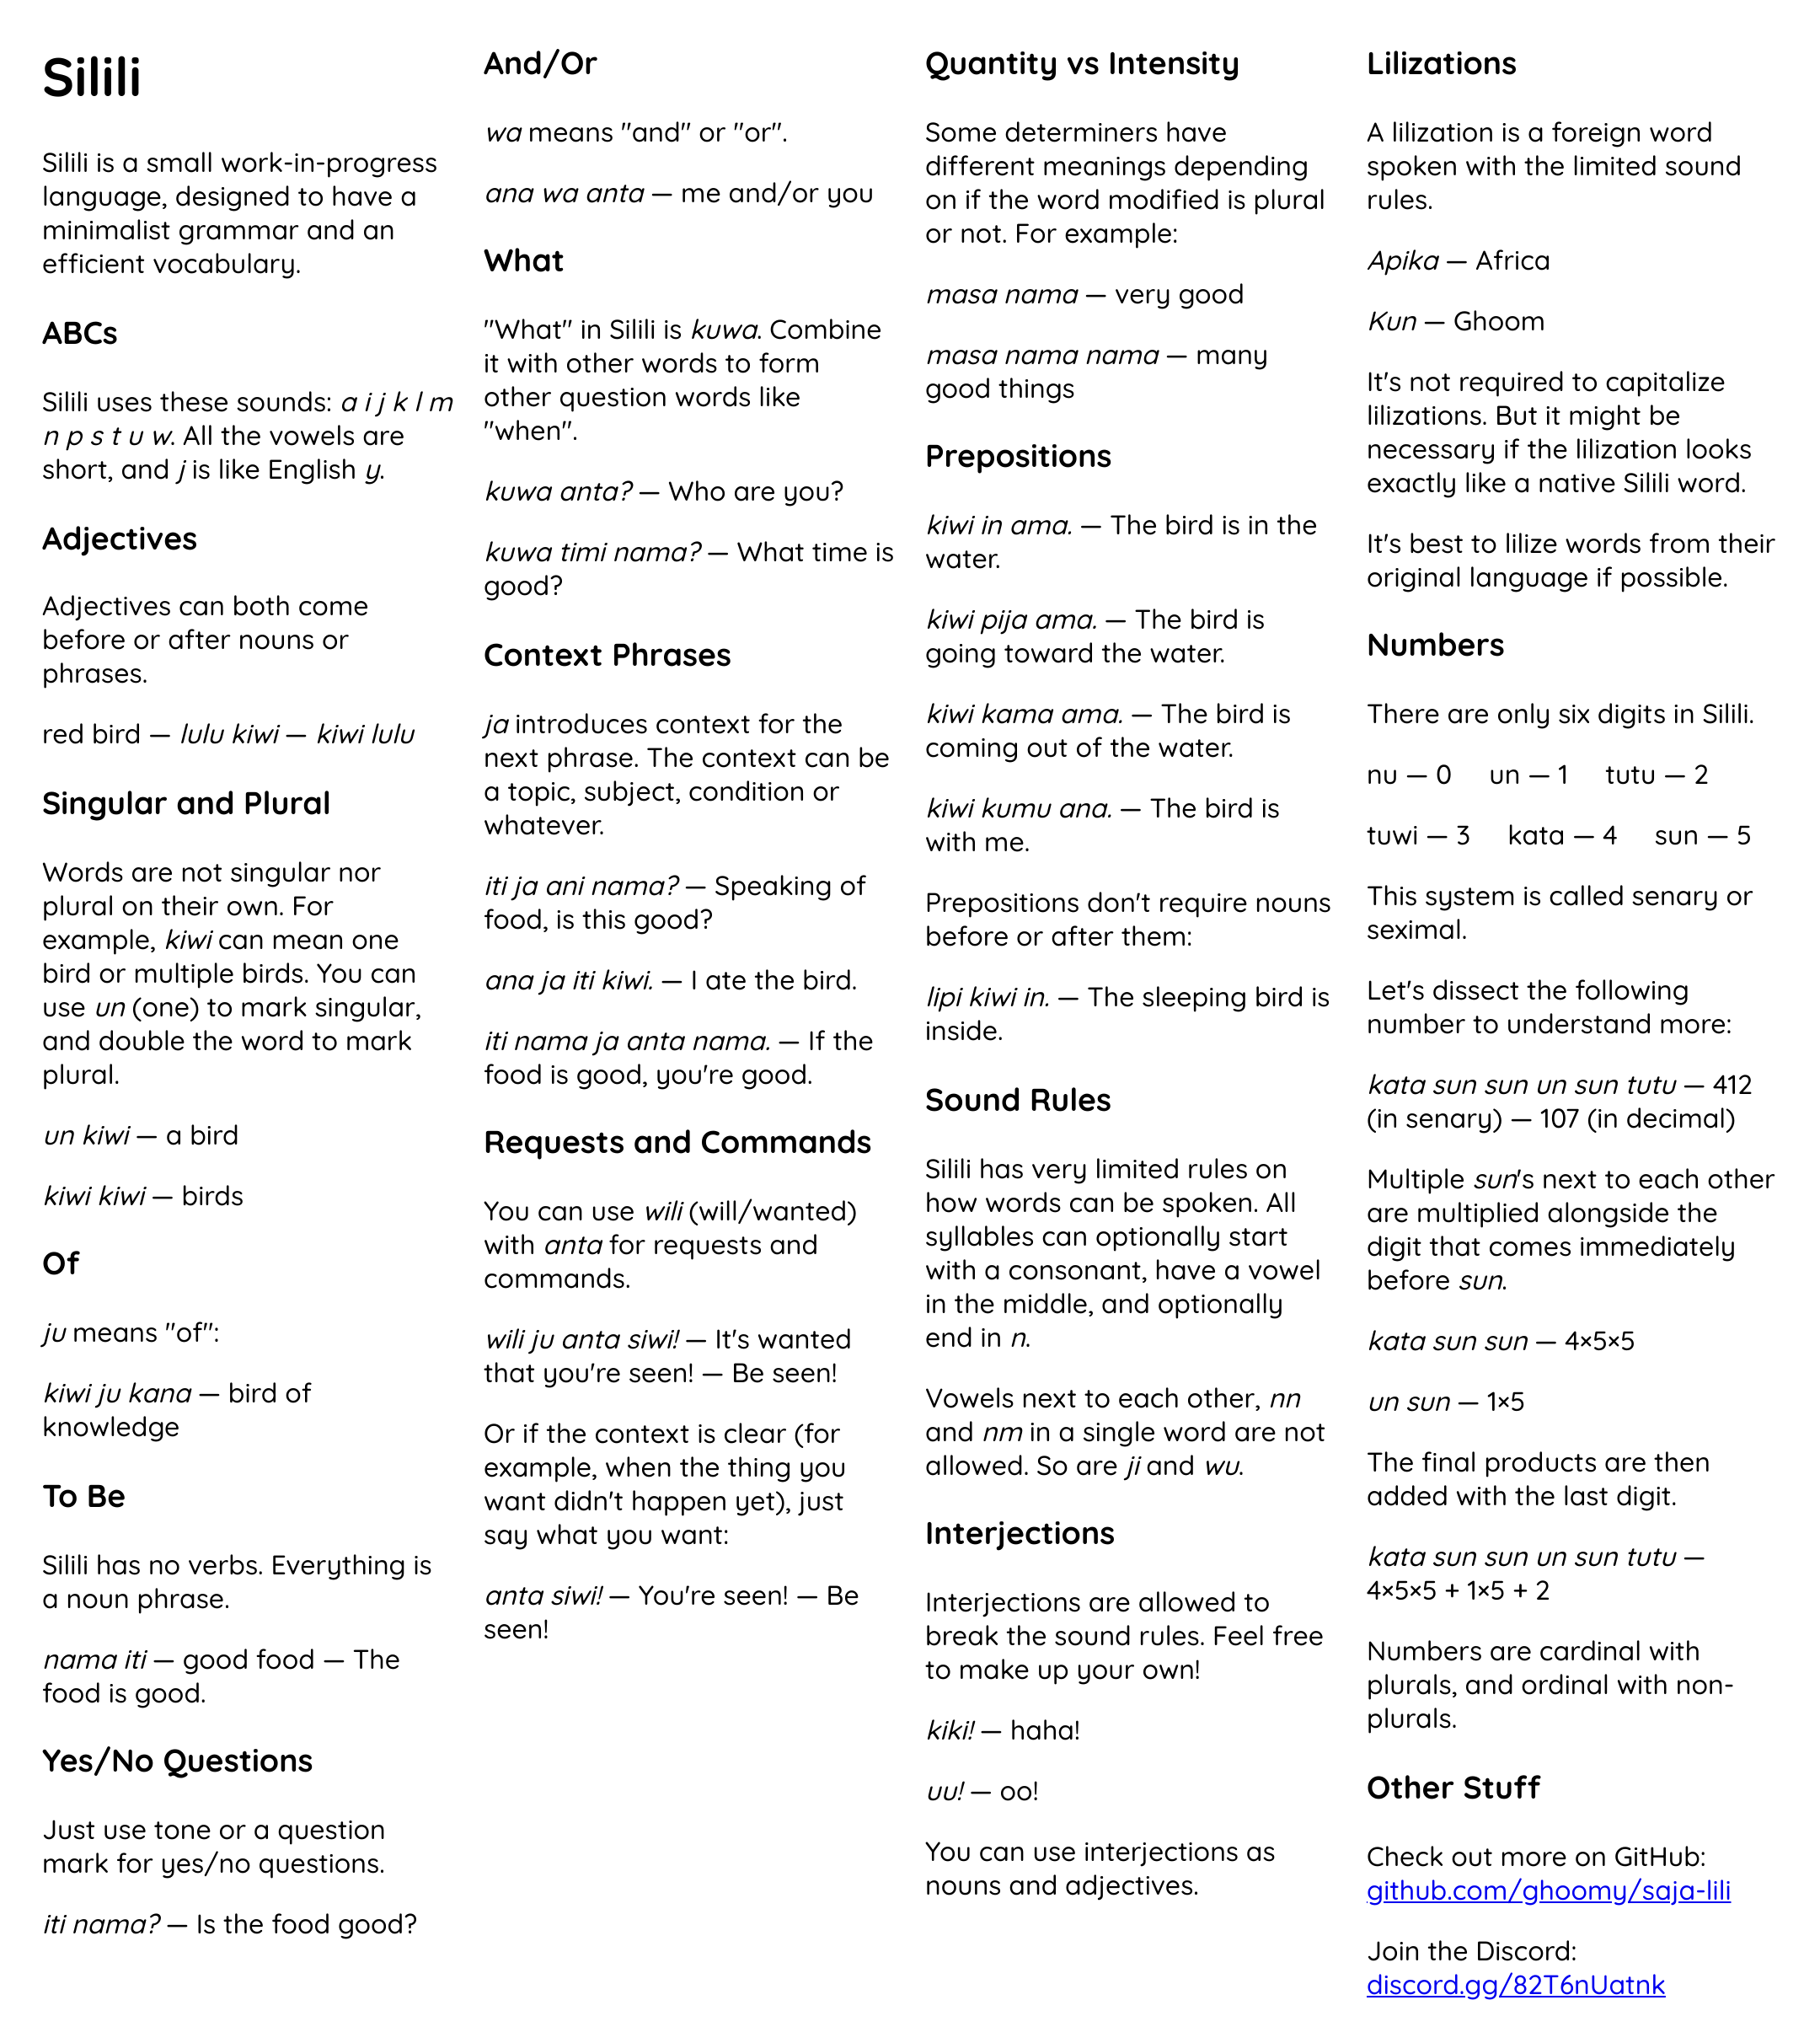 Silili
Silili is a small work-in-progress
language, designed to have a
minimalist grammar and an
efficient vocabulary.
ABCs
Silili uses these sounds: a i j k l m
n p s t u w. All the vowels are
short, and j is like English y.
Adjectives
Adjectives can both come
before or after nouns or
phrases.
red bird — lulu kiwi — kiwi lulu
Singular and Plural
Words are not singular nor
plural on their own. For
example, kiwi can mean one
bird or multiple birds. You can
use un (one) to mark singular,
and double the word to mark
plural.
un kiwi — a bird
kiwi kiwi — birds
Of
ju means "of":
kiwi ju kana — bird of
knowledge
To Be
Silili has no verbs. Everything is
a noun phrase.
nama iti — good food — The
food is good.
Yes/No Questions
Just use tone or a question
mark for yes/no questions.
iti nama? — Is the food good?
And/Or
wa means "and" or "or".
ana wa anta — me and/or you
What
"What" in Silili is kuwa. Combine
it with other words to form
other question words like
"when".
kuwa anta? — Who are you?
kuwa timi nama? — What time is
good?
Context Phrases
ja introduces context for the
next phrase. The context can be
a topic, subject, condition or
whatever.
iti ja ani nama? — Speaking of
food, is this good?
ana ja iti kiwi. — I ate the bird.
iti nama ja anta nama. — If the
food is good, you're good.
Requests and Commands
You can use wili (will/wanted)
with anta for requests and
commands.
wili ju anta siwi! — It's wanted
that you're seen! — Be seen!
Or if the context is clear (for
example, when the thing you
want didn't happen yet), just
say what you want:
anta siwi! — You're seen! — Be
seen!
Quantity vs Intensity
Some determiners have
different meanings depending
on if the word modified is plural
or not. For example:
masa nama — very good
masa nama nama — many
good things
Prepositions
kiwi in ama. — The bird is in the
water.
kiwi pija ama. — The bird is
going toward the water.
kiwi kama ama. — The bird is
coming out of the water.
kiwi kumu ana. — The bird is
with me.
Prepositions don't require nouns
before or after them:
lipi kiwi in. — The sleeping bird is
inside.
Sound Rules
Silili has very limited rules on
how words can be spoken. All
syllables can optionally start
with a consonant, have a vowel
in the middle, and optionally
end in n.
Vowels next to each other, nn
and nm in a single word are not
allowed. So are ji and wu.
Interjections
Interjections are allowed to
break the sound rules. Feel free
to make up your own!
kiki! — haha!
uu! — oo!
You can use interjections as
nouns and adjectives.
Lilizations
A lilization is a foreign word
spoken with the limited sound
rules.
Apika — Africa
Kun — Ghoom
It's not required to capitalize
lilizations. But it might be
necessary if the lilization looks
exactly like a native Silili word.
It's best to lilize words from their
original language if possible.
Numbers
There are only six digits in Silili.
nu — 0 un — 1 tutu — 2
tuwi — 3 kata — 4 sun — 5
This system is called senary or
seximal.
Let's dissect the following
number to understand more:
kata sun sun un sun tutu — 412
(in senary) — 107 (in decimal)
Multiple sun's next to each other
are multiplied alongside the
digit that comes immediately
before sun.
kata sun sun — 4×5×5
un sun — 1×5
The final products are then
added with the last digit.
kata sun sun un sun tutu —
4×5×5 + 1×5 + 2
Numbers are cardinal with
plurals, and ordinal with non-
plurals.
Other Stuff
Check out more on GitHub:
github.com/ghoomy/saja-lili
Join the Discord:
discord.gg/82T6nUatnk